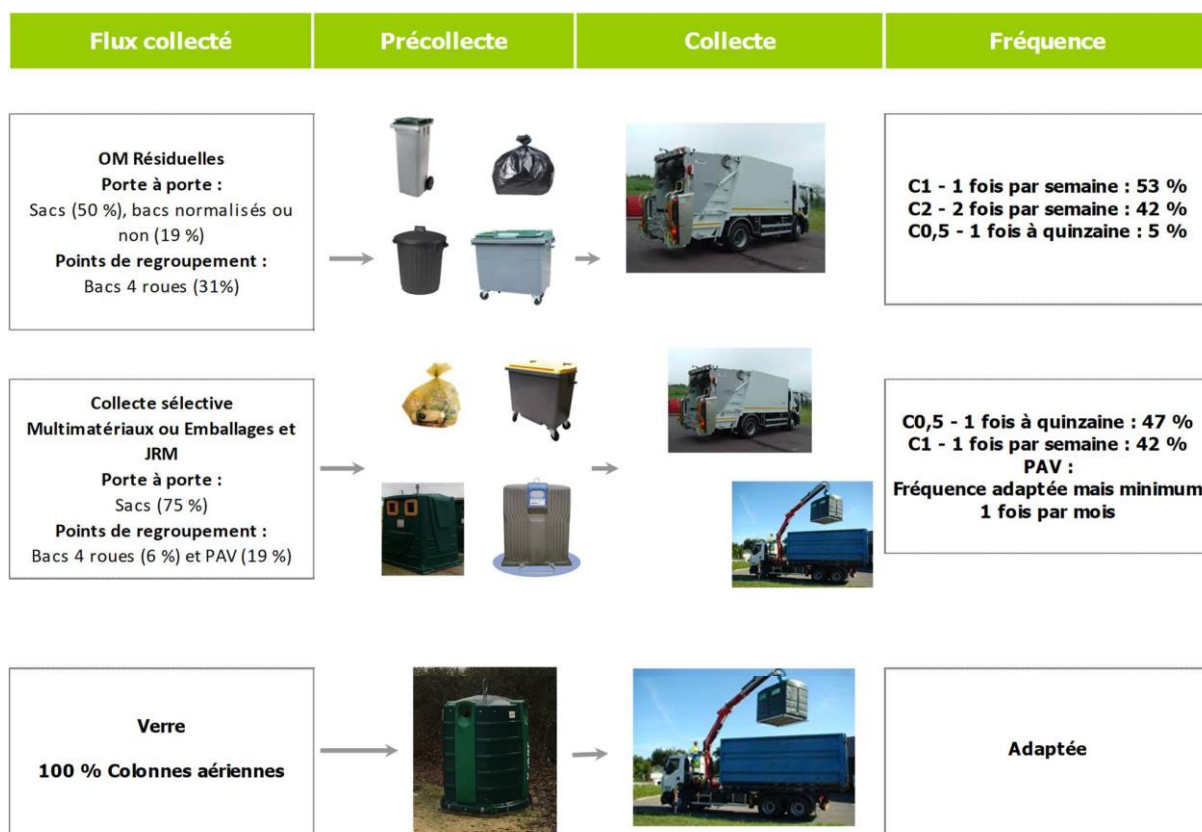 Flux collecté
Précollecte
Collecte
Fréquence
OM Résiduelles
Porte à porte :
Sacs (50 %), bacs normalisés ou
non (19 %)
Points de regroupement :
Bacs 4 roues (31%)
C1 - 1 fois par semaine : 53 %
C2 - 2 fois par semaine : 42 %
C0,5 - 1 fois à quinzaine : 5 %
Collecte sélective
Multimatériaux ou Emballages et
JRM
Porte à porte :
Sacs (75 %)
Points de regroupement :
Bacs 4 roues (6 %) et PAV (19 %)
C0,5 - 1 fois à quinzaine : 47 %
C1 - 1 fois par semaine : 42 %
PAV :
Fréquence adaptée mais minimum
1 fois par mois
Verre
100 % Colonnes aériennes
Adaptée